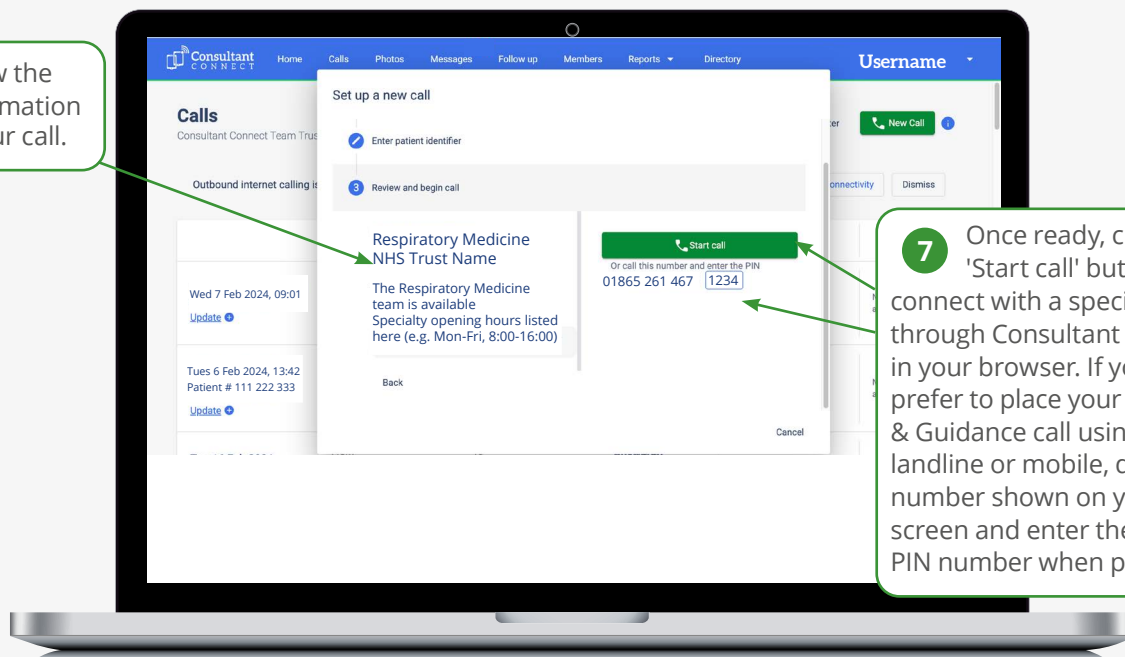 Consultant
CONNECT
Home Calls Photos Messages Follow up Members Reports Directory
Username
the
mation
ur call.
Calls
Consultant Connect Team Trus
Outbound internet calling is
Wed 7 Feb 2024, 09:01
Update
Tues 6 Feb 2024, 13:42
Patient # 111 222 333
Update
Set up a new call
Enter patient identifier
3 Review and begin call
Respiratory Medicine
NHS Trust Name
The Respiratory Medicine
team is available
Specialty opening hours listed
here (e.g. Mon-Fri, 8:00-16:00)
Back
Start call
Or call this number and enter the PIN
01865 261 467 1234
Cancel
er New Call
onnectivity Dismiss
7 Once ready, c
'Start call' but
connect with a speci
through Consultant
in your browser. If yo
prefer to place your
& Guidance call usin
landline or mobile, d
number shown on y
screen and enter the
PIN number when p